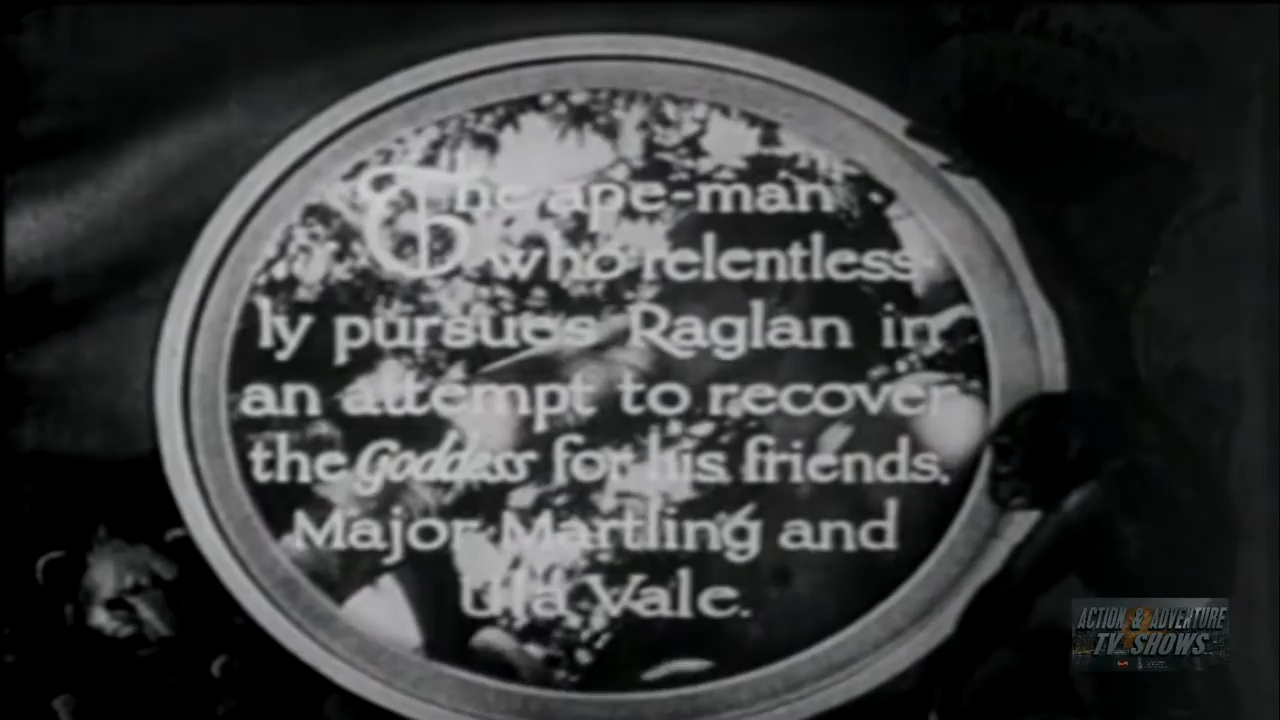 The ape-man
who relentless-
ly pursues Raglan in
an attempt to recover
the Goddess for his friends,
Major Martling and
Ula Vale.
ACTION & ADVENTURE
TV SHOWS